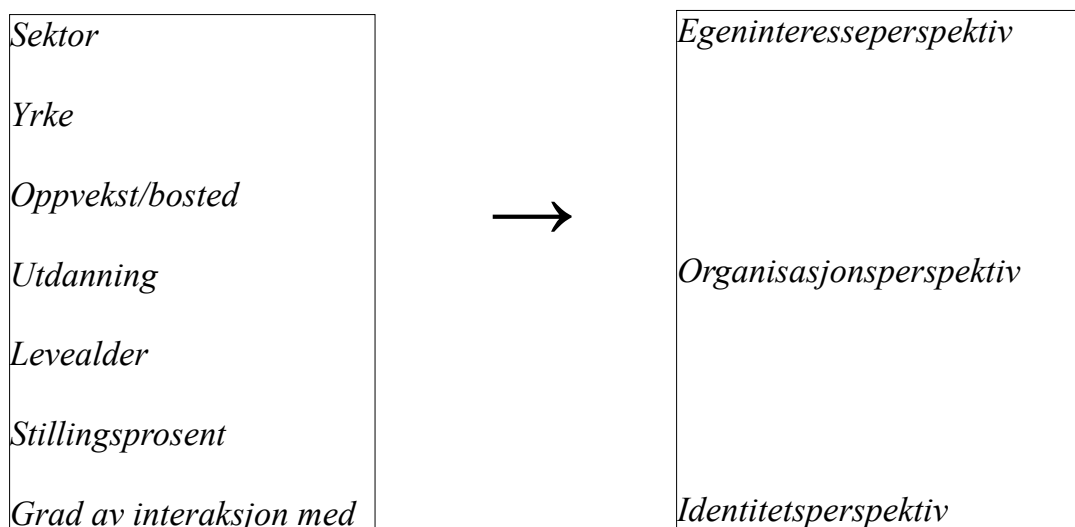 Sektor
Yrke
Oppvekst/bosted
Utdanning
Levealder
Stillingsprosent
Grad av interaksjon med
→
Egeninteresseperspektiv
Organisasjonsperspektiv
Identitetsperspektiv